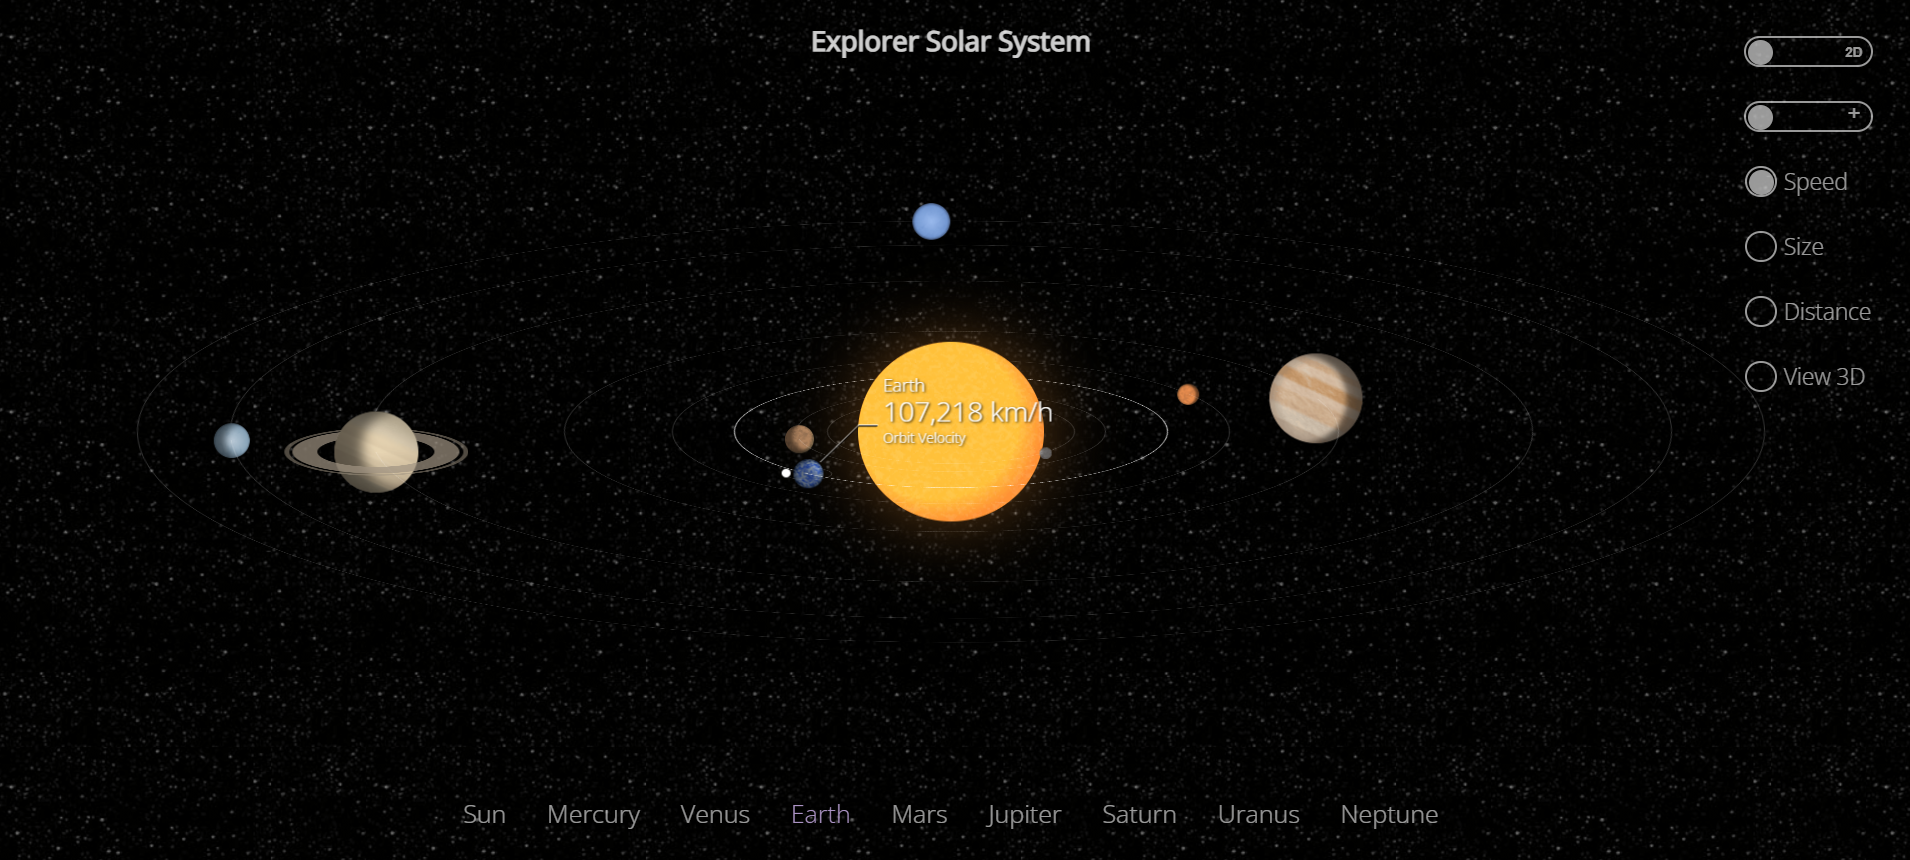 Explorer Solar System
2D
+
Speed
Size
Distance
View 3D
Earth
107,218 km/h
Orbit Velocity
Sun Mercury Venus Earth Mars Jupiter Saturn Uranus Neptune